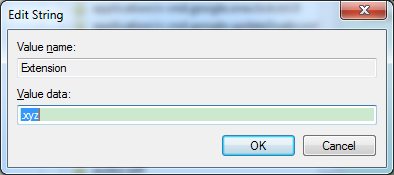 Edit String
Value name:
Extension
Value data:
.xyz
OK
Cancel